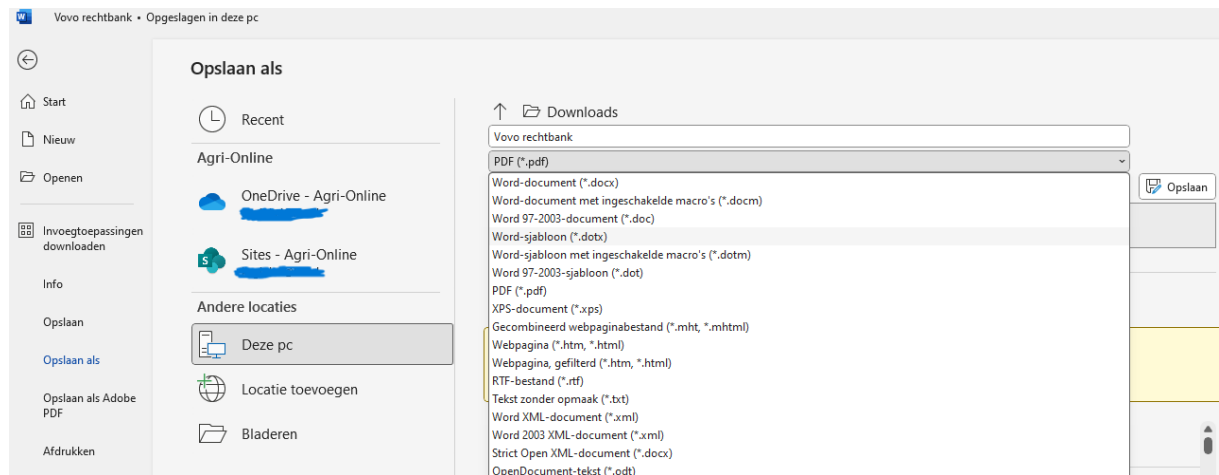 Vovo rechtbank • Opgeslagen in deze pc
Start
Nieuw
Openen
Invoegtoepassingen
downloaden
Info
Opslaan
Opslaan als
Opslaan als Adobe
PDF
Afdrukken
Opslaan als
Recent
Agri-Online
OneDrive - Agri-Online
Sites - Agri-Online
Andere locaties
Deze pc
Locatie toevoegen
Bladeren
Downloads
Vovo rechtbank
PDF (*.pdf)
Opslaan
Word-document (*.docx)
Word-document met ingeschakelde macro's (*.docm)
Word 97-2003-document (*.doc)
Word-sjabloon (*.dotx)
Word-sjabloon met ingeschakelde macro's (*.dotm)
Word 97-2003-sjabloon (*.dot)
PDF (*.pdf)
XPS-document (*.xps)
Gecombineerd webpaginabestand (*.mht, *.mhtml)
Webpagina (*.htm, *.html)
Webpagina, gefilterd (*.htm, *.html)
RTF-bestand (*.rtf)
Tekst zonder opmaak (*.txt)
Word XML-document (*.xml)
Word 2003 XML-document (*.xml)
Strict Open XML-document (*.docx)
OpenDocument-tekst (*.odt)